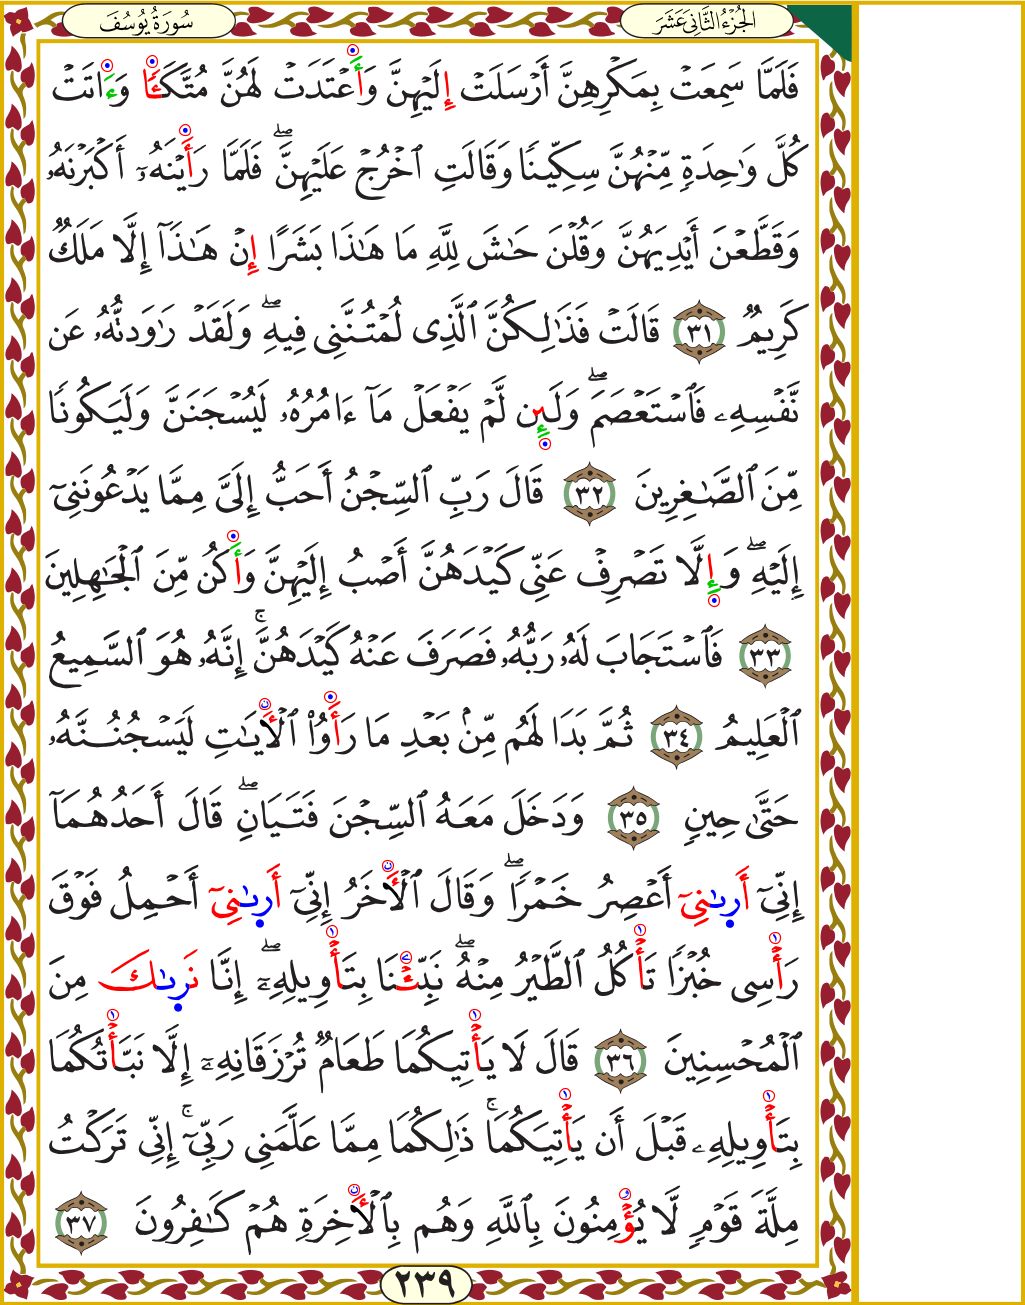 الجُزْءُ الثَّانِي عَشَرَ
سُورَةُ يُوسُفَ
فَلَمَّا سَمِعَتْ بِمَكْرِهِنَّ أَرْسَلَتْ إِلَيْهِنَّ وَأَعْتَدَتْ لَهُنَّ مُتَّكَـًٔا وَءَاتَتْ
كُلَّ وَٰحِدَةٍ مِّنْهُنَّ سِكِّينًا وَقَالَتِ ٱخْرُجْ عَلَيْهِنَّ ۖ فَلَمَّا رَأَيْنَهُۥٓ أَكْبَرْنَهُۥ
وَقَطَّعْنَ أَيْدِيَهُنَّ وَقُلْنَ حَٰشَ لِلَّهِ مَا هَٰذَا بَشَرًا إِنْ هَٰذَآ إِلَّا مَلَكٌ
كَرِيمٌ ٣١ قَالَتْ فَذَٰلِكُنَّ ٱلَّذِى لُمْتُنَّنِى فِيهِ ۖ وَلَقَدْ رَٰوَدتُّهُۥ عَن
نَّفْسِهِۦ فَٱسْتَعْصَمَ ۖ وَلَئِن لَّمْ يَفْعَلْ مَآ ءَامُرُهُۥ لَيُسْجَنَنَّ وَلَيَكُونًا
مِّنَ ٱلصَّٰغِرِينَ ٣٢ قَالَ رَبِّ ٱلسِّجْنُ أَحَبُّ إِلَىَّ مِمَّا يَدْعُونَنِىٓ
إِلَيْهِ ۖ وَإِلَّا تَصْرِفْ عَنِّى كَيْدَهُنَّ أَصْبُ إِلَيْهِنَّ وَأَكُن مِّنَ ٱلْجَٰهِلِينَ
٣٣ فَٱسْتَجَابَ لَهُۥ رَبُّهُۥ فَصَرَفَ عَنْهُ كَيْدَهُنَّ ۚ إِنَّهُۥ هُوَ ٱلسَّمِيعُ
ٱلْعَلِيمُ ٣٤ ثُمَّ بَدَا لَهُم مِّنۢ بَعْدِ مَا رَأَوُا۟ ٱلْأَيَٰتِ لَيَسْجُنُنَّهُۥ
حَتَّىٰ حِينٍ ٣٥ وَدَخَلَ مَعَهُ ٱلسِّجْنَ فَتَيَانِ ۖ قَالَ أَحَدُهُمَآ
إِنِّىٓ أَرِىٰنِىٓ أَعْصِرُ خَمْرًا ۖ وَقَالَ ٱلْأَخَرُ إِنِّىٓ أَرِىٰنِىٓ أَحْمِلُ فَوْقَ
رَأْسِى خُبْزًا تَأْكُلُ ٱلطَّيْرُ مِنْهُ ۖ نَبِّئْنَا بِتَأْوِيلِهِۦٓ ۖ إِنَّا نَرِىٰكَ مِنَ
ٱلْمُحْسِنِينَ ٣٦ قَالَ لَا يَأْتِيكُمَا طَعَامٌ تُرْزَقَانِهِۦٓ إِلَّا نَبَّأْتُكُمَا
بِتَأْوِيلِهِۦ قَبْلَ أَن يَأْتِيَكُمَا ۚ ذَٰلِكُمَا مِمَّا عَلَّمَنِى رَبِّىٓ ۚ إِنِّى تَرَكْتُ
مِلَّةَ قَوْمٍ لَّا يُؤْمِنُونَ بِٱللَّهِ وَهُم بِٱلْأَخِرَةِ هُمْ كَٰفِرُونَ ٣٧
٢٣٩